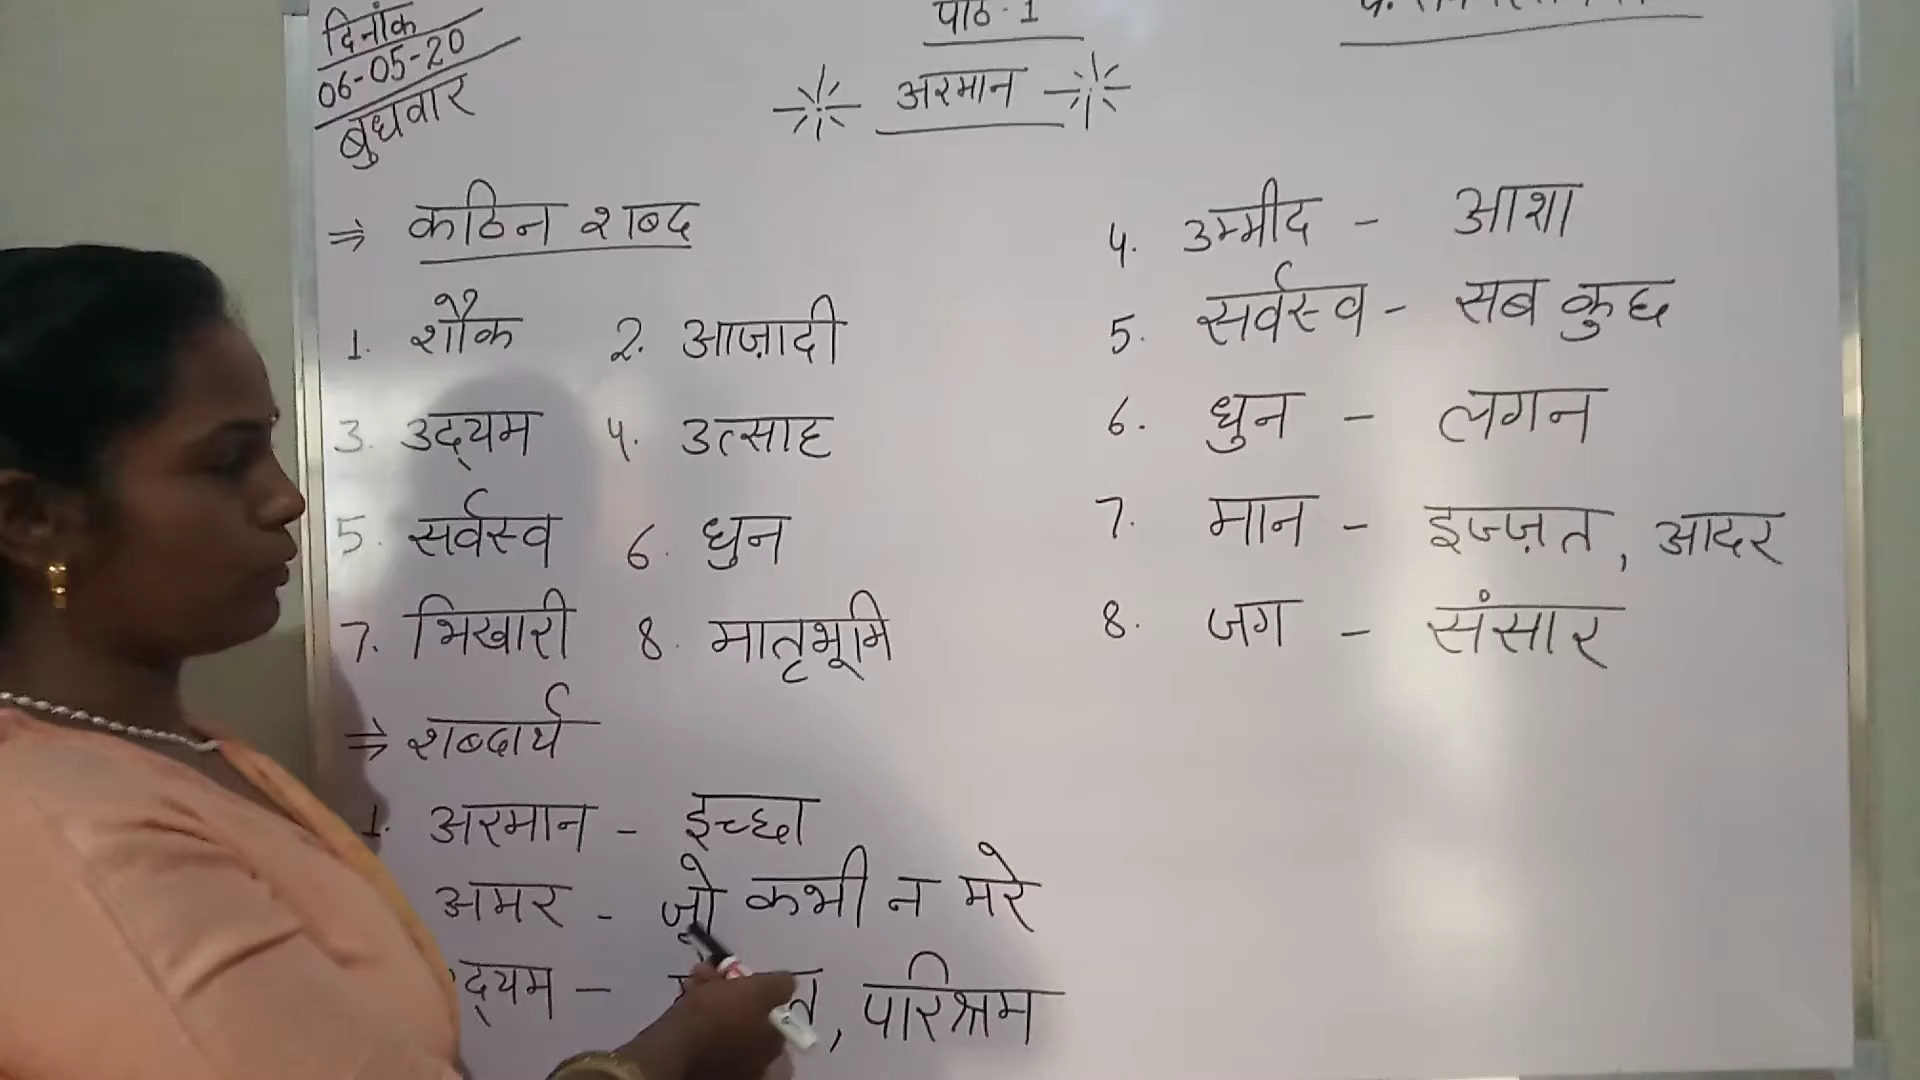 दिनांक
06-05-20
बुधवार
पाठ-1
अरमान
⇒ कठिन शब्द
1. शौक 2. आज़ादी
3. उद्यम 4. उत्साह
5. सर्वस्व 6. धुन
7. भिखारी 8. मातृभूमि
⇒ शब्दार्थ
1. अरमान - इच्छा
अमर - जो कभी न मरे
द्यम - , परिश्रम
4. उम्मीद - आशा
5. सर्वस्व - सब कुछ
6. धुन - लगन
7. मान - इज्ज़त, आदर
8. जग - संसार